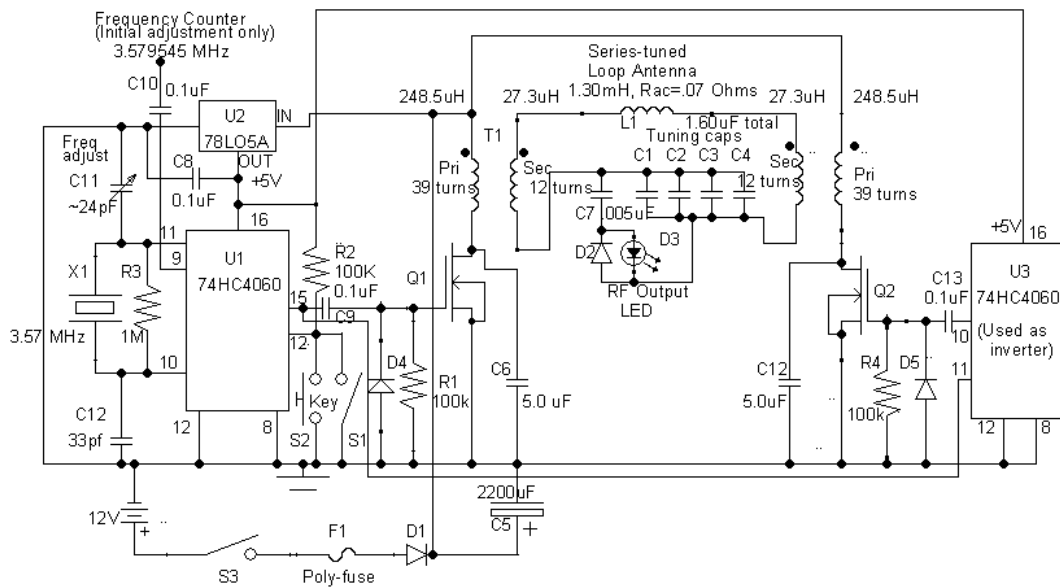 Frequency Counter
(Initial adjustment only)
3.579545 MHz
C10
0.1uF
U2
78LO5A
IN
OUT
+5V
Freq
adjust
C11
~24pF
C8
0.1uF
16
11
9
U1
74HC4060
X1
R3
1M
3.57 MHz
10
C12
33pf
12
8
15
12
R2
100K
0.1uF
C9
Key
S2
S1
D4
R1
100k
Q1
248.5uH
T1
Pri
39 turns
27.3uH
Sec
12 turns
Series-tuned
Loop Antenna
1.30mH, Rac=.07 Ohms
L1
1.60uF total
Tuning caps
C1
C2
C3
C4
C7 .005uF
D2
D3
RF Output
LED
27.3uH
248.5uH
Sec
12
turns
Pri
39 turns
C6
5.0 uF
C12
5.0uF
Q2
R4
100k
D5
C13
0.1uF
10
11
+5V
16
U3
74HC4060
(Used as
inverter)
12
8
2200uF
C5
+
12V
+
S3
F1
Poly-fuse
D1